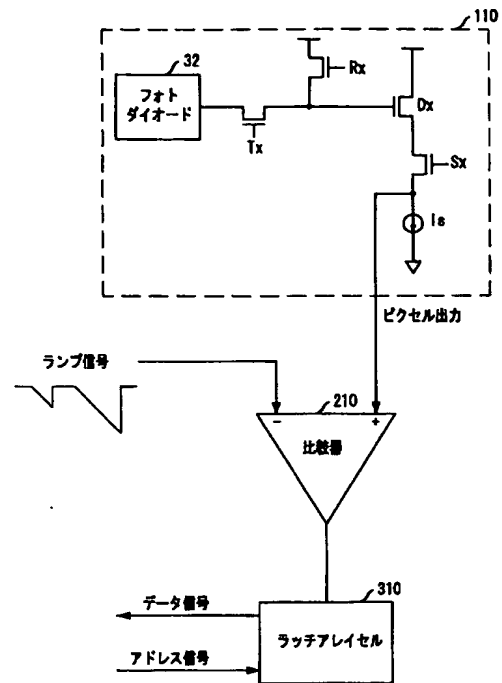 110
32
フォト
ダイオード
Rx
Tx
Dx
Sx
Is
ピクセル出力
ランプ信号
210
-
+
比較器
310
データ信号
ラッチアレイセル
アドレス信号